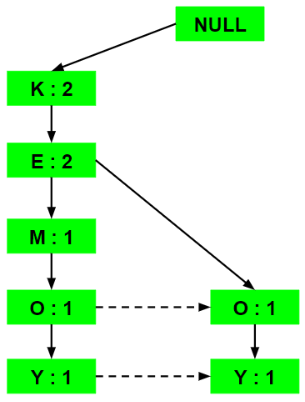 NULL
K : 2
E : 2
M : 1
O : 1
O : 1
Y : 1
Y : 1